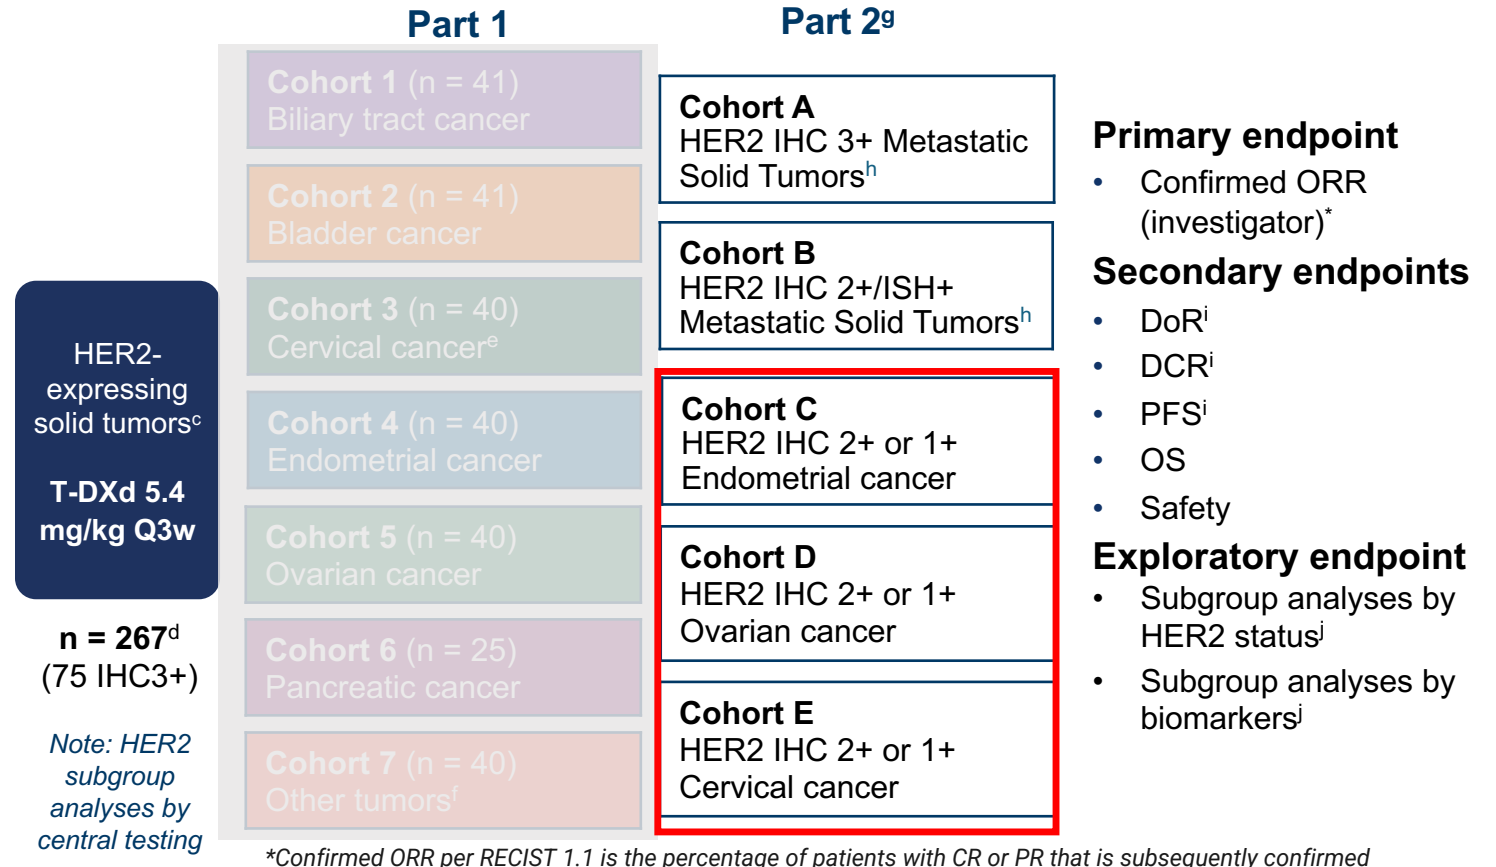 Part 1
Part 2g
HER2-
expressing
solid tumorsc
T-DXd 5.4
mg/kg Q3w
n = 267d
(75 IHC3+)
Note: HER2
subgroup
analyses by
central testing
Cohort 1 (n = 41)
Biliary tract cancer
Cohort 2 (n = 41)
Bladder cancer
Cohort 3 (n = 40)
Cervical cancere
Cohort 4 (n = 40)
Endometrial cancer
Cohort 5 (n = 40)
Ovarian cancer
Cohort 6 (n = 25)
Pancreatic cancer
Cohort 7 (n = 40)
Other tumorsf
Cohort A
HER2 IHC 3+ Metastatic
Solid Tumorsh
Cohort B
HER2 IHC 2+/ISH+
Metastatic Solid Tumorsh
Cohort C
HER2 IHC 2+ or 1+
Endometrial cancer
Cohort D
HER2 IHC 2+ or 1+
Ovarian cancer
Cohort E
HER2 IHC 2+ or 1+
Cervical cancer
Primary endpoint
• Confirmed ORR
(investigator)*
Secondary endpoints
• DoRi
• DCRi
• PFSi
• OS
• Safety
Exploratory endpoint
• Subgroup analyses by
HER2 statusj
• Subgroup analyses by
biomarkersj
*Confirmed ORR per RECIST 1.1 is the percentage of patients with CR or PR that is subsequently confirmed